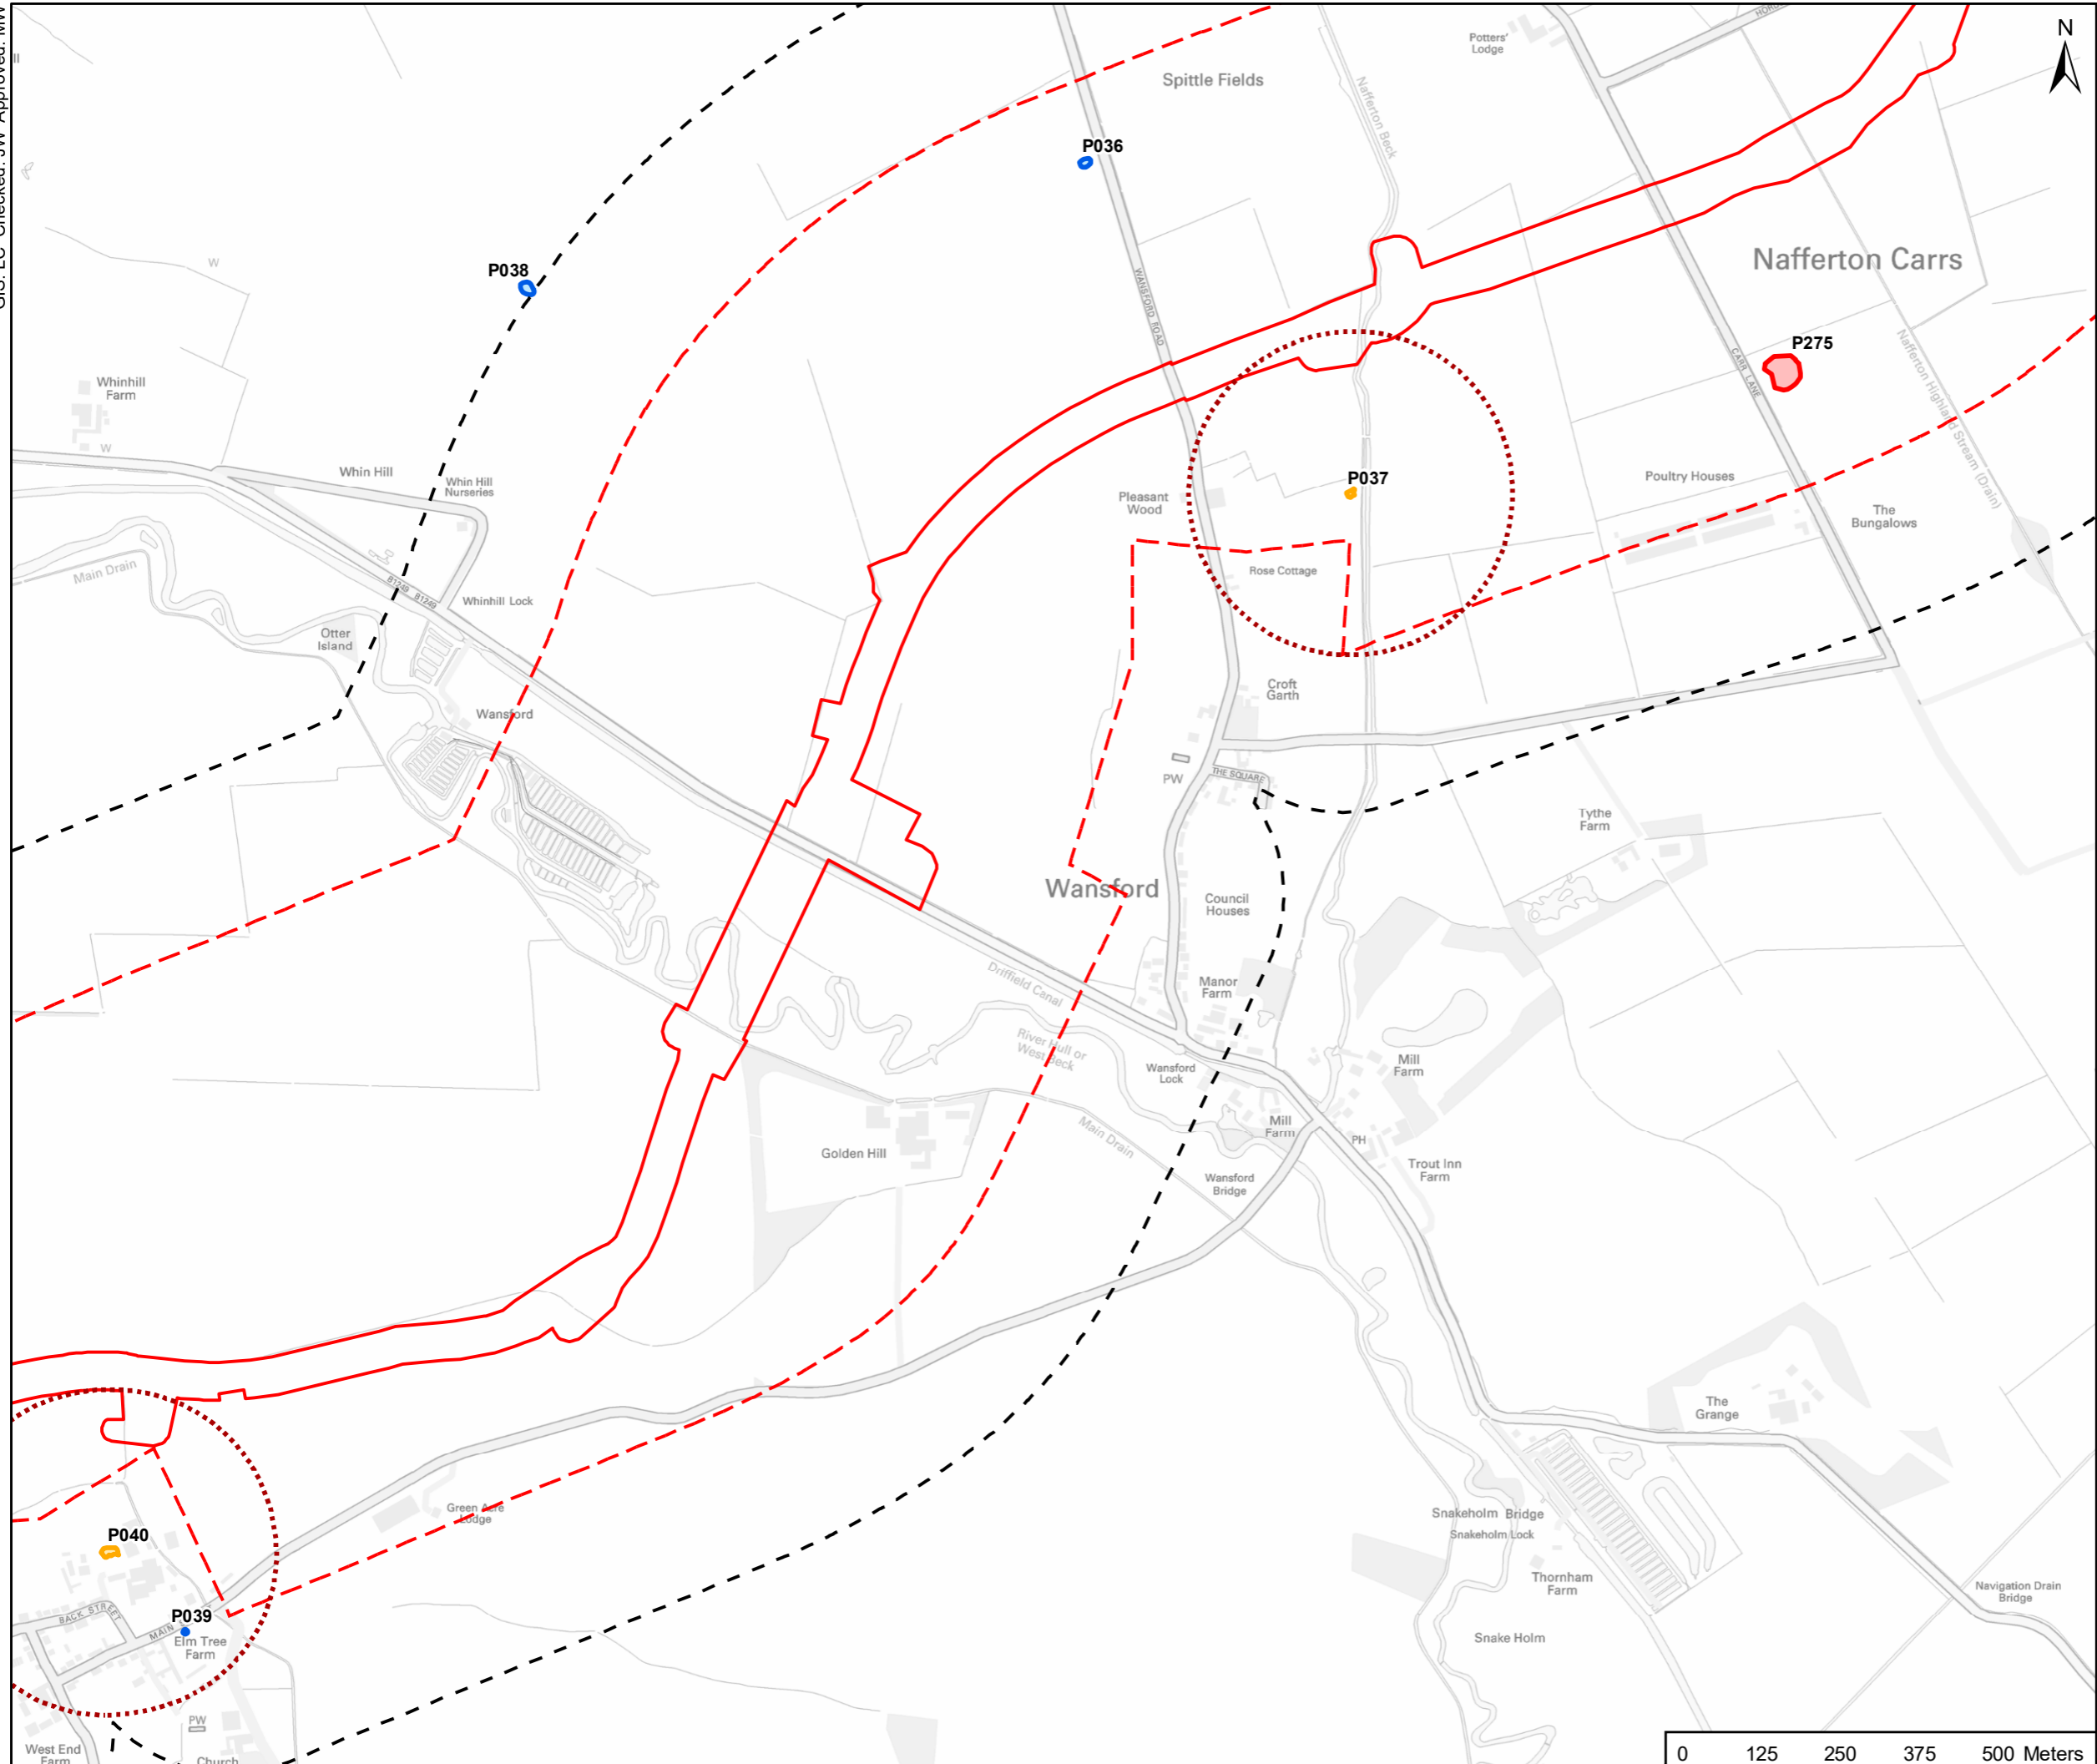 GIS: EC Checked: JW Approved: MW
N
HORD
Potters'
Lodge
Spittle Fields
Nafferton Beck
P036
W
P038
WANSFORD ROAD
Nafferton Carrs
P275
CARR LANE
Nafferton Highland Stream (Drain)
Whinhill
Farm
W
Whin Hill
Whin Hill
Nurseries
Pleasant
Wood
P037
Poultry Houses
The
Bungalows
Main Drain
B1249 B1249
Whinhill Lock
Rose Cottage
Otter
Island
Wansford
Croft
Garth
PW
THE SQUARE
Tythe
Farm
Wansford
Council
Houses
Driffield Canal
Manor
Farm
River Hull or
West Beck
Wansford
Lock
Mill
Farm
Main Drain
Mill
Farm
PH
Golden Hill
Trout Inn
Farm
Wansford
Bridge
The
Grange
Green Acre
Lodge
Snakeholm Bridge
Snakeholm Lock
P040
Thornham
Farm
Navigation Drain
Bridge
BACK STREET
MAIN
P039
Elm Tree
Farm
Snake Holm
PW
West End
Farm
Church
0 125 250 375 500 Meters